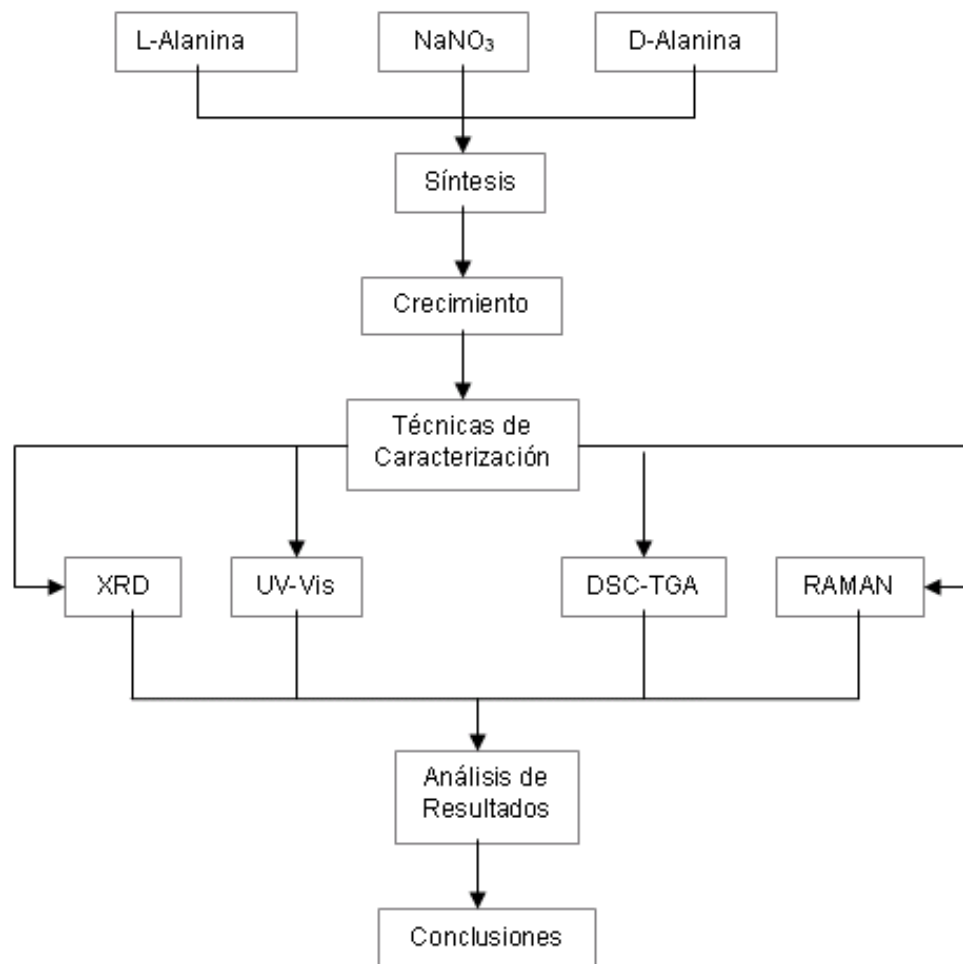 L-Alanina
NaNO₃
D-Alanina
Síntesis
Crecimiento
Técnicas de
Caracterización
XRD
UV-Vis
DSC-TGA
RAMAN
Análisis de
Resultados
Conclusiones